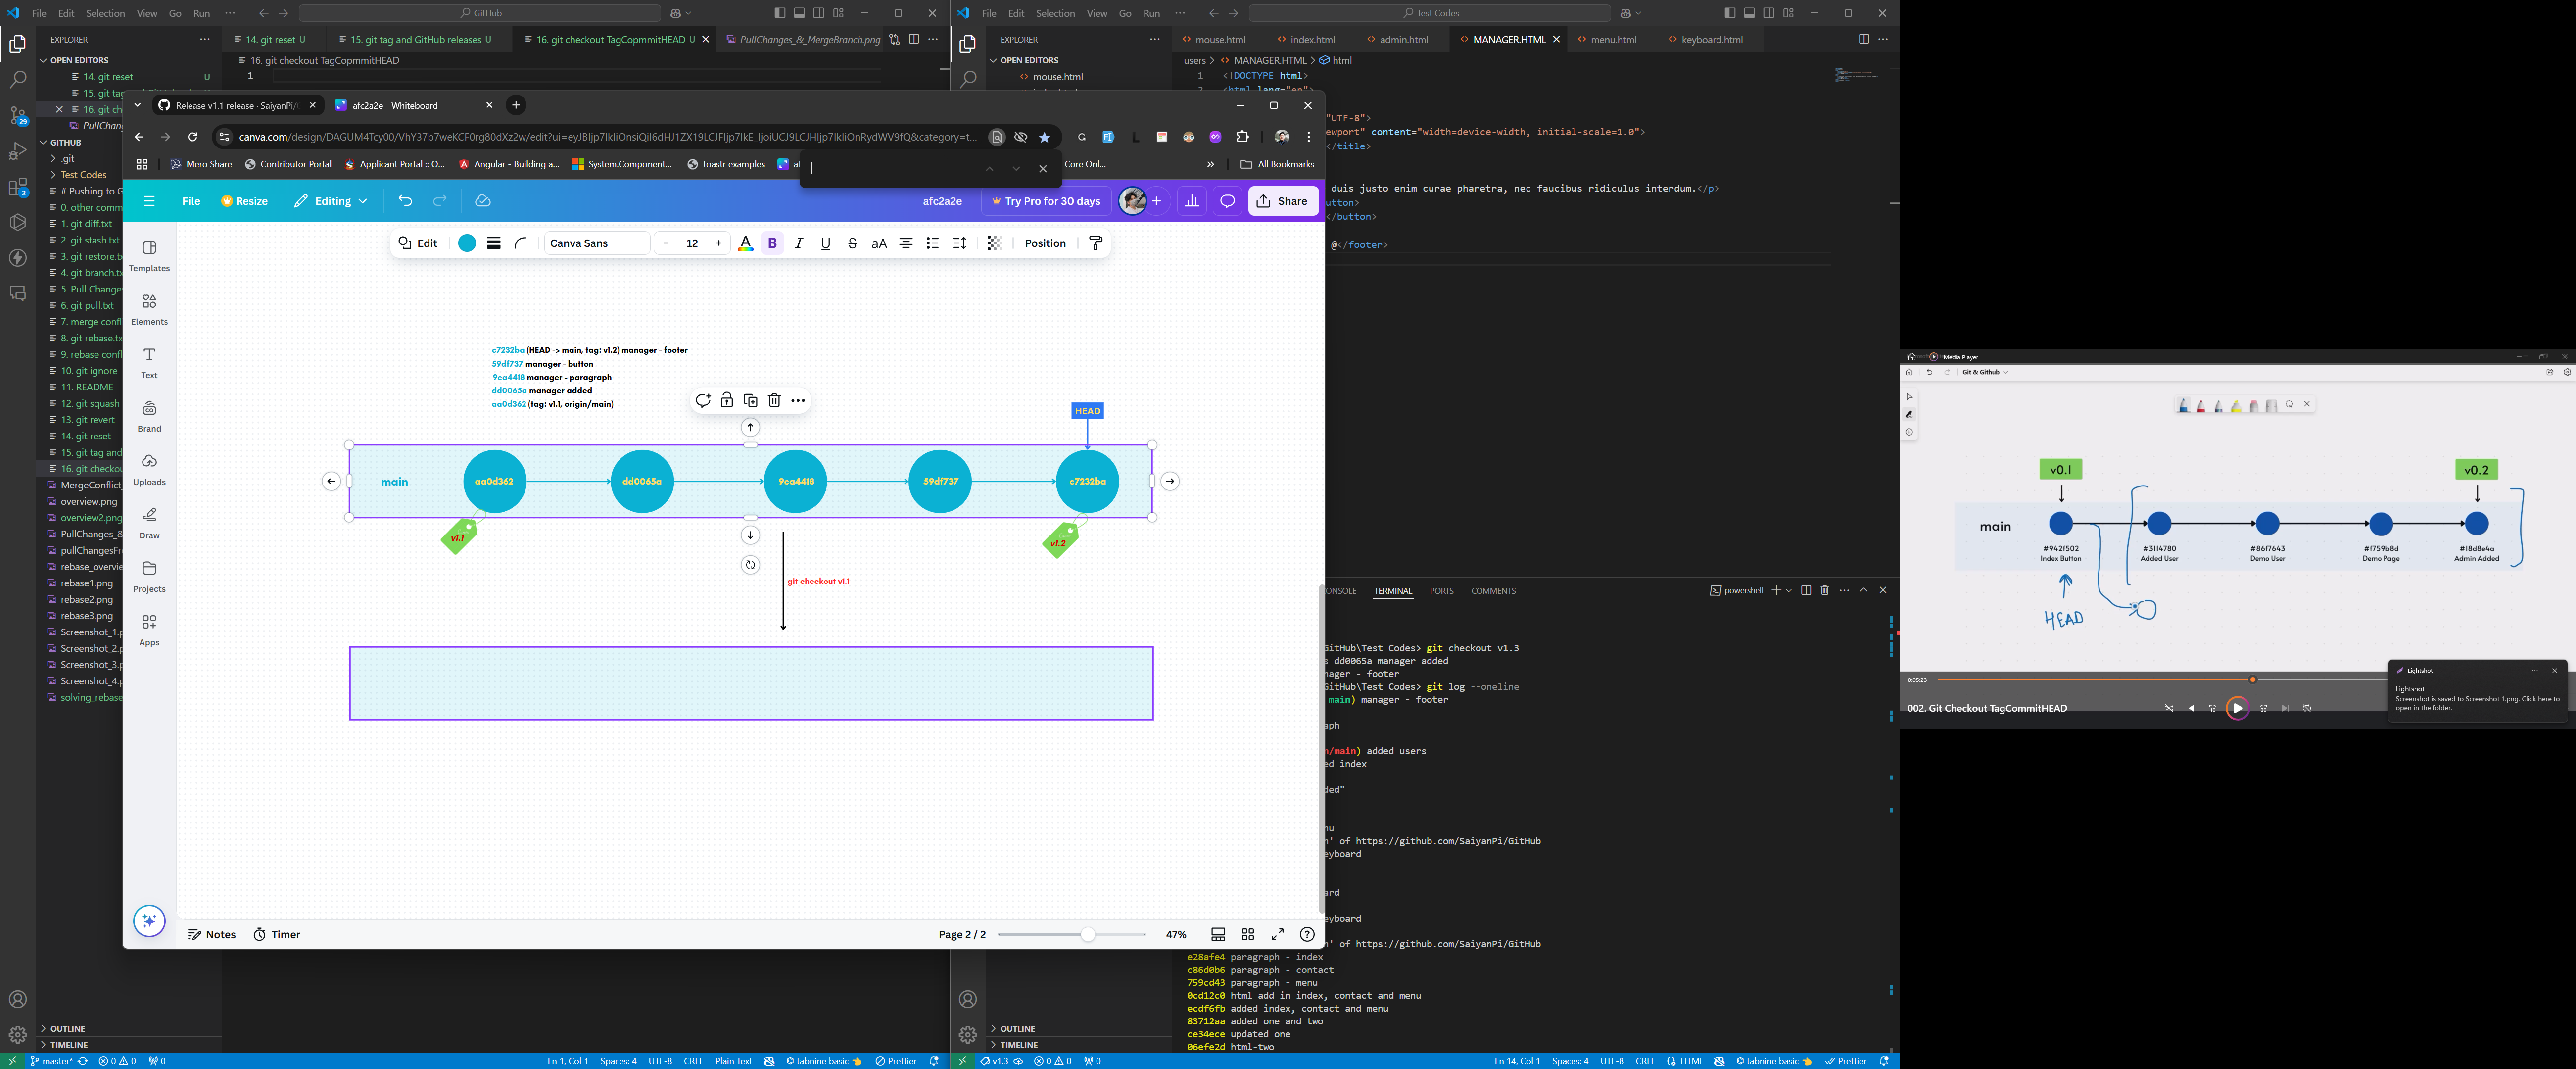 File Edit Selection View Go Run ··· GitHub
EXPLORER
OPEN EDITORS
14. git reset U
15. git tag
16. git ch
PullChan
GITHUB
.git
Test Codes
# Pushing to G
0. other comm
1. git diff.txt
2. git stash.txt
3. git restore.tx
4. git branch.tx
5. Pull Change
6. git pull.txt
7. merge confl
8. git rebase.tx
9. rebase confl
10. git ignore
11. README
12. git squash
13. git revert
14. git reset
15. git tag and
16. git checkou
MergeConflict_
overview.png
overview2.png
PullChanges_&
pullChangesFr
rebase_overvie
rebase1.png
rebase2.png
rebase3.png
Screenshot_1.p
Screenshot_2.p
Screenshot_3.p
Screenshot_4.p
solving_rebase
OUTLINE
TIMELINE
14. git reset U 15. git tag and GitHub releases U 16. git checkout TagCopmmitHEAD U PullChanges_&_MergeBranch.png
16. git checkout TagCopmmitHEAD
1
master* 0 0 0 Ln 1, Col 1 Spaces: 4 UTF-8 CRLF Plain Text tabnine basic Prettier
Release v1.1 release · SaiyanPi/ afc2a2e - Whiteboard
canva.com/design/DAGUM4Tcy00/VhY37b7weKCF0rg80dXz2w/edit?
Mero Share Contributor Portal Applicant Portal :: O... Angular - Building a... System.Component... toastr examples Core Onl... All Bookmarks
File Resize Editing afc2a2e Try Pro for 30 days Share
Edit Canva Sans 12 A B I U S aA Position
Templates
Elements
Text
Brand
Uploads
Draw
Projects
Apps
c7232ba (HEAD -> main, tag: v1.2) manager - footer
59df737 manager - button
9ca4418 manager - paragraph
dd0065a manager added
aa0d362 (tag: v1.1, origin/main)
HEAD
main aa0d362 dd0065a 9ca4418 59df737 c7232ba
v1.1 v1.2
git checkout v1.1
Notes Timer Page 2 / 2 47%
File Edit Selection View Go Run ··· Test Codes
EXPLORER
OPEN EDITORS
mouse.html
OUTLINE
TIMELINE
mouse.html index.html admin.html MANAGER.HTML menu.html keyboard.html
users > MANAGER.HTML > html
1 <!DOCTYPE html>
2 <html lang="en">
"UTF-8">
ewport" content="width=device-width, initial-scale=1.0">
</title>
duis justo enim curae pharetra, nec faucibus ridiculus interdum.</p>
utton>
</button>
@</footer>
ONSOLE TERMINAL PORTS COMMENTS powershell
GitHub\Test Codes> git checkout v1.3
s dd0065a manager added
nager - footer
GitHub\Test Codes> git log --oneline
main) manager - footer
aph
n/main) added users
ed index
ded"
nu
n' of https://github.com/SaiyanPi/GitHub
eyboard
ard
eyboard
n' of https://github.com/SaiyanPi/GitHub
e28afe4 paragraph - index
c86d0b6 paragraph - contact
759cd43 paragraph - menu
0cd12c0 html add in index, contact and menu
ecdf6fb added index, contact and menu
83712aa added one and two
ce34ece updated one
06efe2d html-two
v1.3 0 0 0 Ln 14, Col 1 Spaces: 4 UTF-8 CRLF HTML tabnine basic Prettier
Media Player
Git & Github
v0.1 v0.2
main
#942f502 #3114780 #86f7643 #f759b8d #18d8e4a
Index Button Added User Demo User Demo Page Admin Added
HEAD
0:05:23
002. Git Checkout TagCommitHEAD
Lightshot
Lightshot
Screenshot is saved to Screenshot_1.png. Click here to
open in the folder.